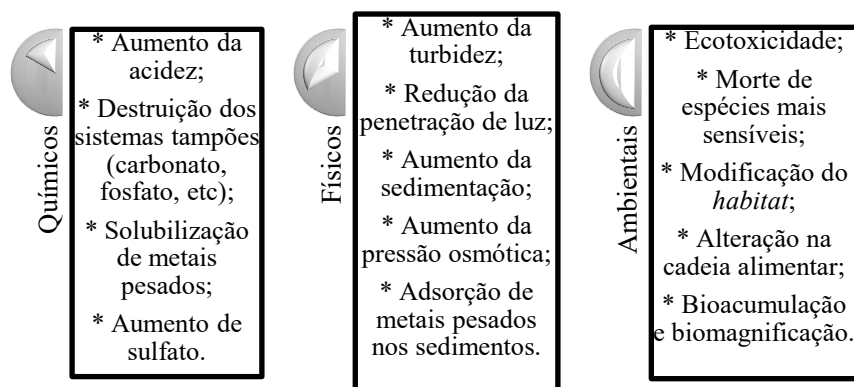 Químicos
* Aumento da
acidez;
* Destruição dos
sistemas tampões
(carbonato,
fosfato, etc);
* Solubilização
de metais
pesados;
* Aumento de
sulfato.
Físicos
* Aumento da
turbidez;
* Redução da
penetração de luz;
* Aumento da
sedimentação;
* Aumento da
pressão osmótica;
* Adsorção de
metais pesados
nos sedimentos.
Ambientais
* Ecotoxicidade;
* Morte de
espécies mais
sensíveis;
* Modificação do
habitat;
* Alteração na
cadeia alimentar;
* Bioacumulação
e biomagnificação.